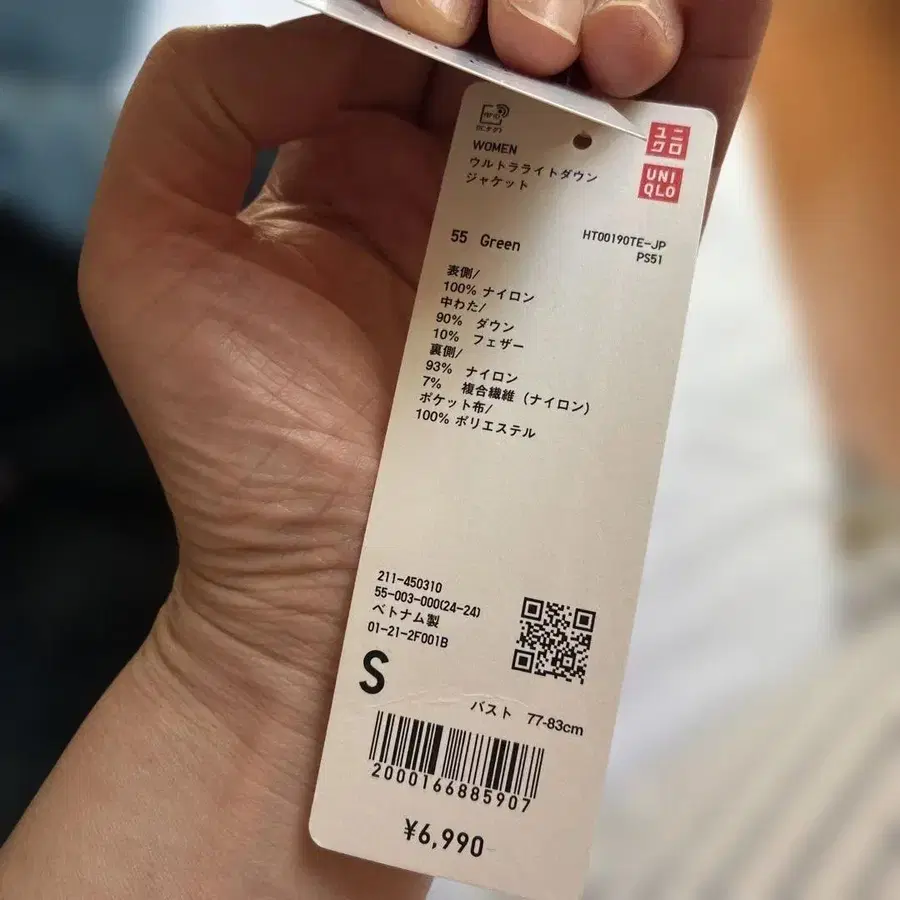 RFID
WOMEN
ウルトラライトダウン
ジャケット
ユニ
クロ
UNI
QLO
55 Green
HT00190TE-JP
PS51
表側/
100% ナイロン
中わた/
90% ダウン
10% フェザー
裏側/
93% ナイロン
7% 複合繊維 (ナイロン)
ポケット布/
100% ポリエステル
211-450310
55-003-000(24-24)
ベトナム製
01-21-2F001B
S
バスト 77-83cm
2000166885907
¥6,990